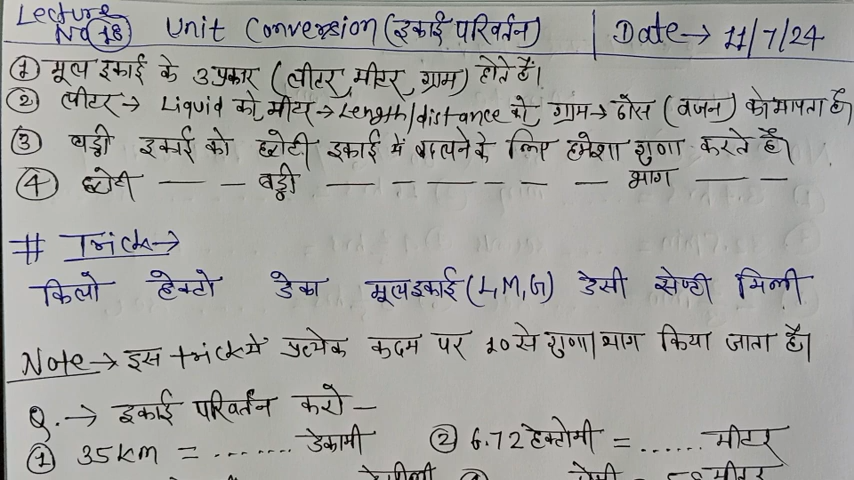 Lecture No 18 Unit Conversion (इकाई परिवर्तन) | Date→ 11/7/24
① मूल इकाई के 3 प्रकार (लीटर, मीटर, ग्राम) होते हैं।
② लीटर→ Liquid को, मीटर→ Length/distance को, ग्राम→ ठोस (वजन) को मापता है।
③ बड़ी इकाई को छोटी इकाई में बदलने के लिए हमेशा गुणा करते हैं।
④ छोटी — — बड़ी — — — — — — — भाग — —
# Trick→
किलो हेक्टो डेका मूल इकाई (L, M, G) डेसी सेण्टी मिली
Note→ इस trick में प्रत्येक कदम पर 10 से गुणा/भाग किया जाता है।
Q.→ इकाई परिवर्तन करो —
① 35 km = ....... डेकामी ② 6.72 हेक्टोमी = ...... मीटर